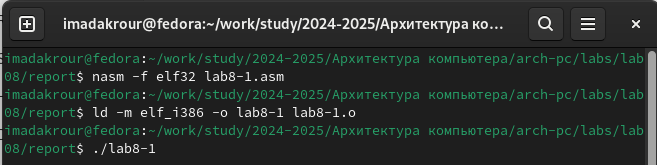 imadakrour@fedora:~/work/study/2024-2025/Архитектура ко...
imadakrour@fedora:~/work/study/2024-2025/Архитектура компьютера/arch-pc/labs/lab
08/report$ nasm -f elf32 lab8-1.asm
imadakrour@fedora:~/work/study/2024-2025/Архитектура компьютера/arch-pc/labs/lab
08/report$ ld -m elf_i386 -o lab8-1 lab8-1.o
imadakrour@fedora:~/work/study/2024-2025/Архитектура компьютера/arch-pc/labs/lab
08/report$ ./lab8-1